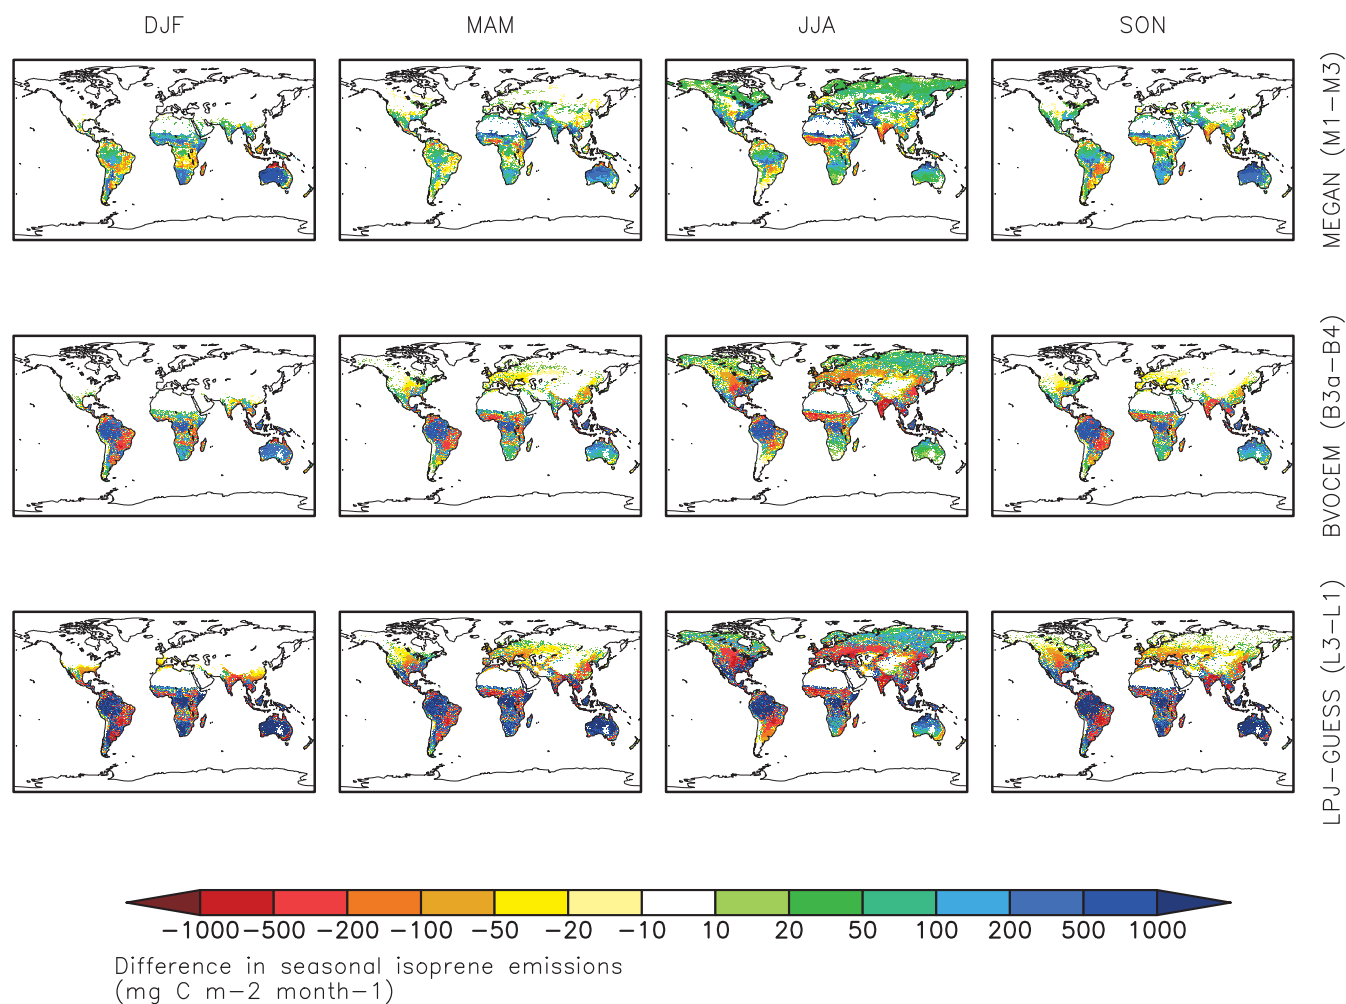 DJF MAM JJA SON
MEGAN (M1-M3)
BVOCEM (B3a-B4)
LPJ-GUESS (L3-L1)
-1000 -500 -200 -100 -50 -20 -10 10 20 50 100 200 500 1000
Difference in seasonal isoprene emissions
(mg C m-2 month-1)